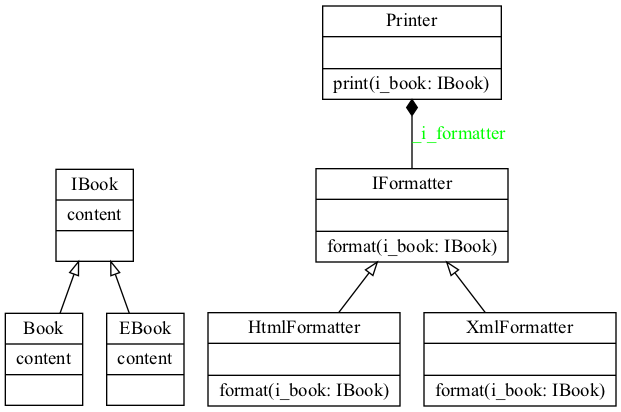 Printer
print(i_book: IBook)
_i_formatter
IBook
content
IFormatter
format(i_book: IBook)
Book
content
EBook
content
HtmlFormatter
format(i_book: IBook)
XmlFormatter
format(i_book: IBook)